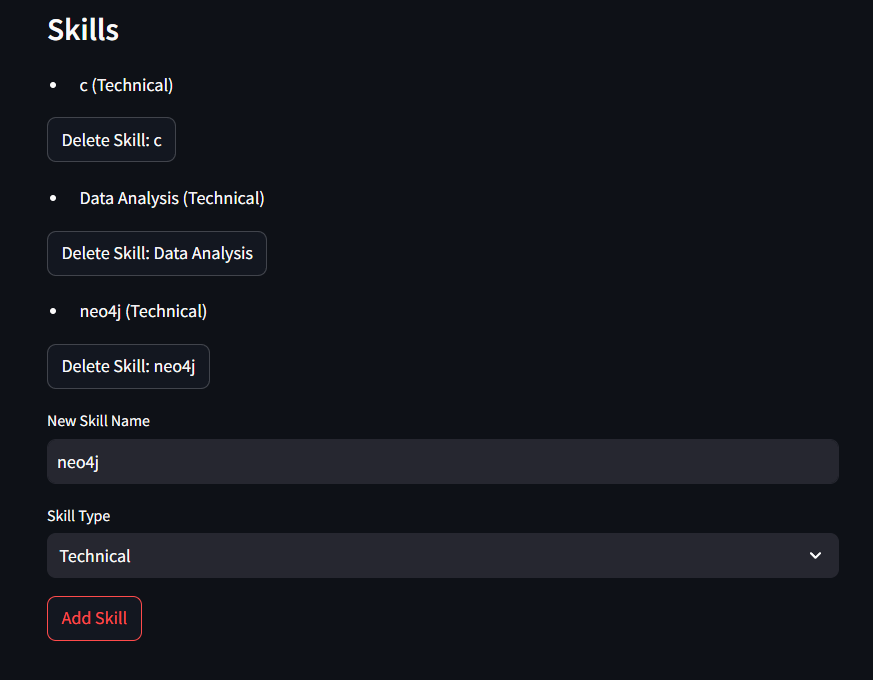 Skills
• c (Technical)
Delete Skill: c
• Data Analysis (Technical)
Delete Skill: Data Analysis
• neo4j (Technical)
Delete Skill: neo4j
New Skill Name
neo4j
Skill Type
Technical
Add Skill